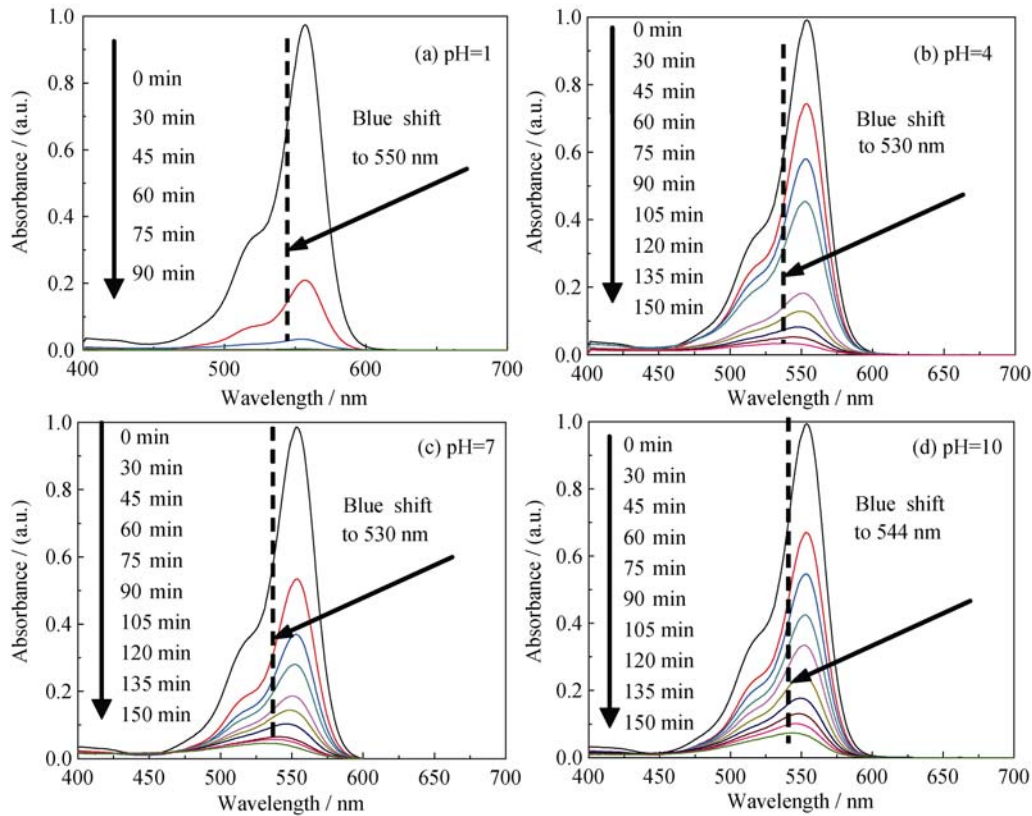 (a) pH=1
0 min
30 min
45 min
60 min
75 min
90 min
Blue shift
to 550 nm
Absorbance / (a.u.)
1.0
0.8
0.6
0.4
0.2
0.0
400
500
600
700
Wavelength / nm
(b) pH=4
0 min
30 min
45 min
60 min
75 min
90 min
105 min
120 min
135 min
150 min
Blue shift
to 530 nm
Absorbance / (a.u.)
1.0
0.8
0.6
0.4
0.2
0.0
400
450
500
550
600
650
700
Wavelength / nm
(c) pH=7
0 min
30 min
45 min
60 min
75 min
90 min
105 min
120 min
135 min
150 min
Blue shift
to 530 nm
Absorbance / (a.u.)
1.0
0.8
0.6
0.4
0.2
0.0
400
450
500
550
600
650
700
Wavelength / nm
(d) pH=10
0 min
30 min
45 min
60 min
75 min
90 min
105 min
120 min
135 min
150 min
Blue shift
to 544 nm
Absorbance / (a.u.)
1.0
0.8
0.6
0.4
0.2
0.0
400
450
500
550
600
650
700
Wavelength / nm